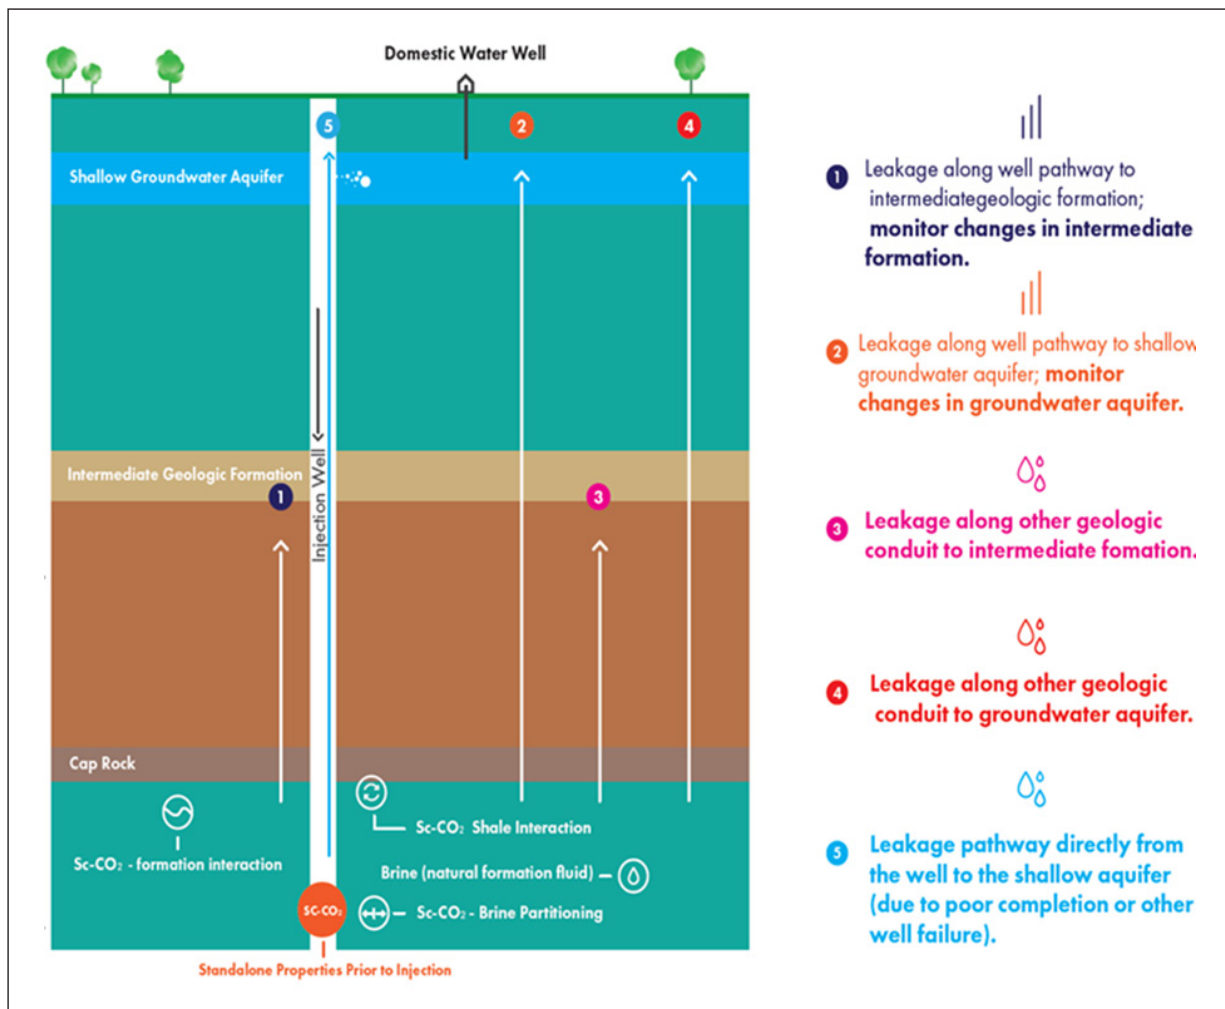 Domestic Water Well
5
2
4
Shallow Groundwater Aquifer
Intermediate Geologic Formation
1
3
Injection Well
Cap Rock
Sc-CO₂ Shale Interaction
Sc-CO₂ - formation interaction
Brine (natural formation fluid)
SC-CO₂
Sc-CO₂ - Brine Partitioning
Standalone Properties Prior to Injection
1 Leakage along well pathway to
intermediategeologic formation;
monitor changes in intermediate
formation.
2 Leakage along well pathway to shallow
groundwater aquifer; monitor
changes in groundwater aquifer.
3 Leakage along other geologic
conduit to intermediate fomation.
4 Leakage along other geologic
conduit to groundwater aquifer.
5 Leakage pathway directly from
the well to the shallow aquifer
(due to poor completion or other
well failure).